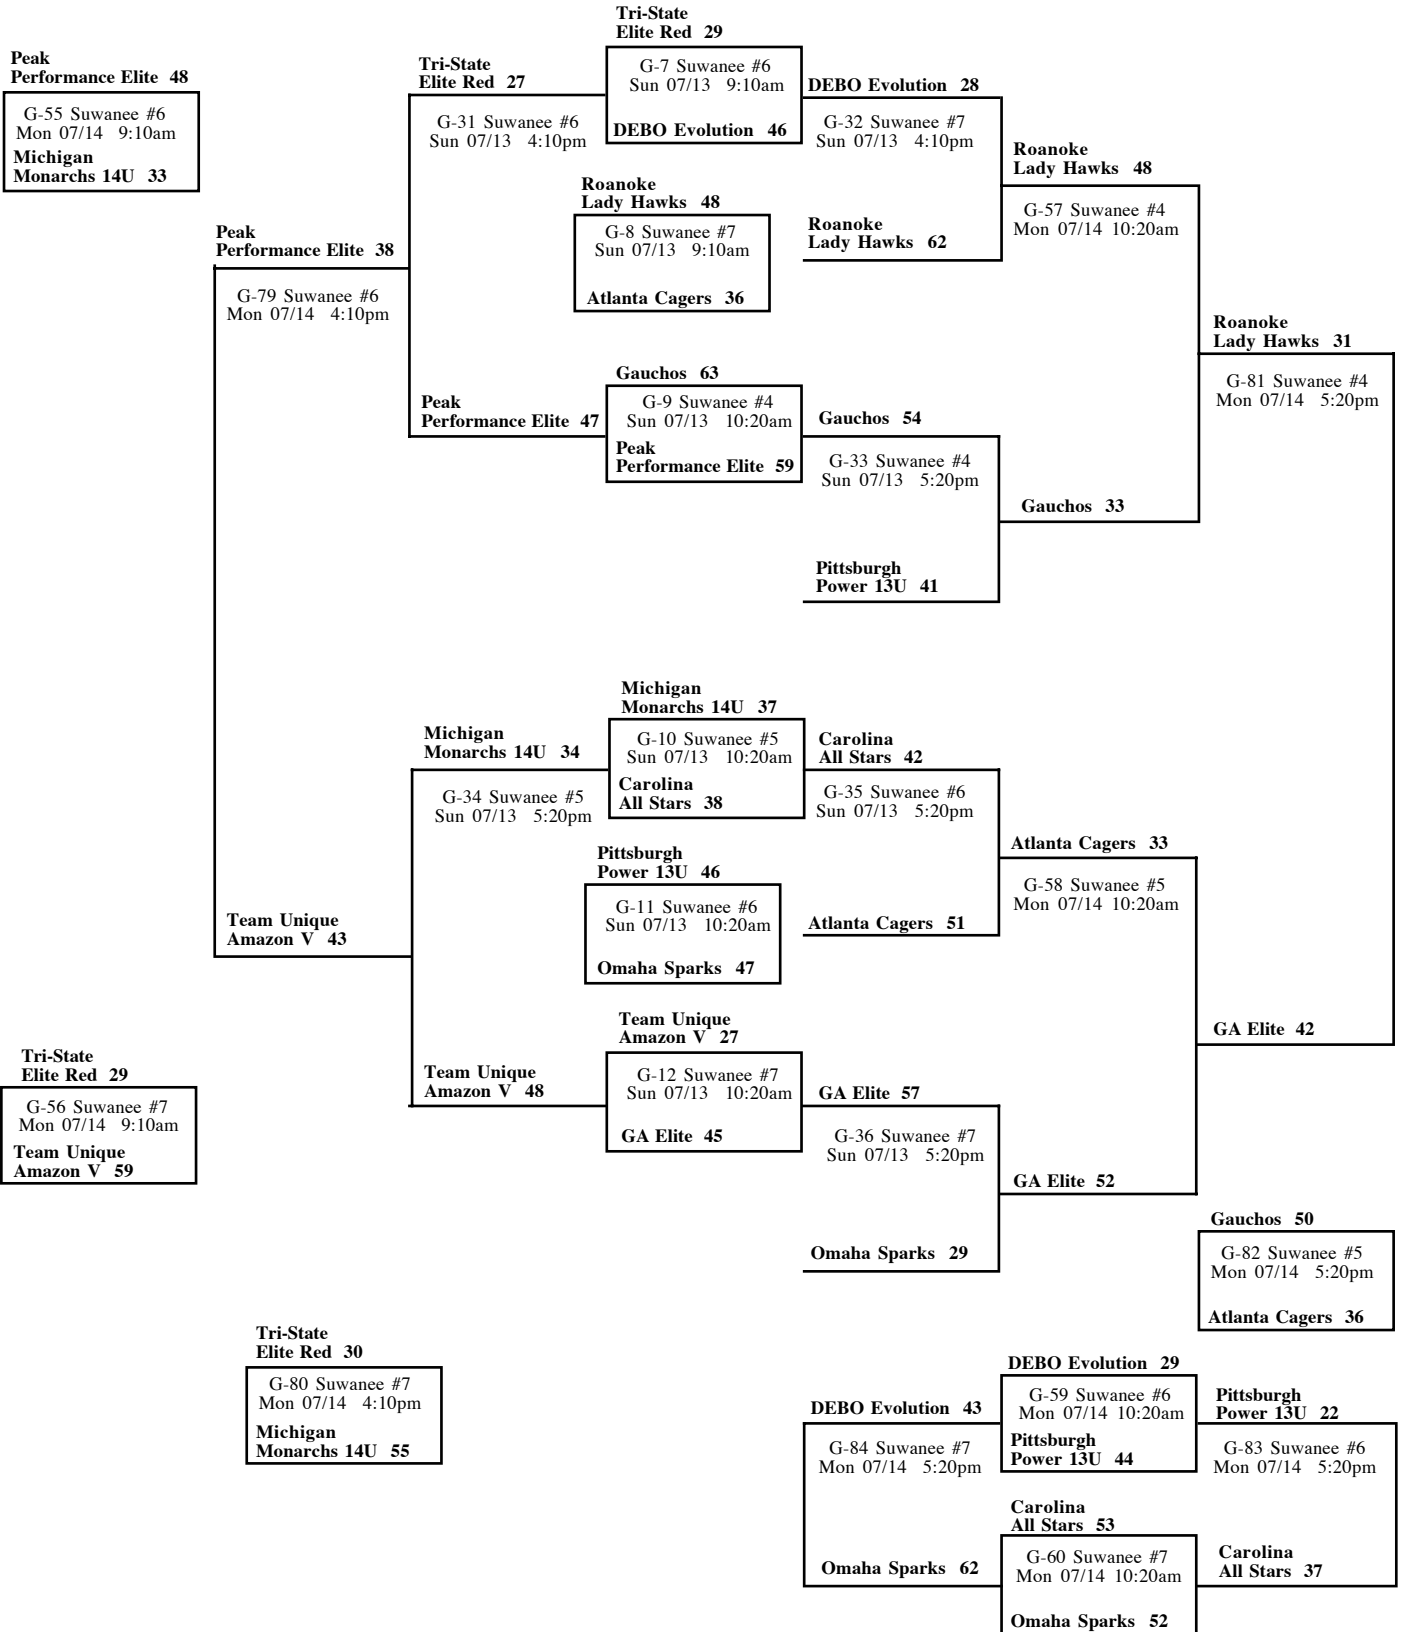 Tri-State
Elite Red 29
G-7 Suwanee #6
Sun 07/13 9:10am
DEBO Evolution 46
Peak
Performance Elite 48
G-55 Suwanee #6
Mon 07/14 9:10am
Michigan
Monarchs 14U 33
Tri-State
Elite Red 27
G-31 Suwanee #6
Sun 07/13 4:10pm
DEBO Evolution 28
G-32 Suwanee #7
Sun 07/13 4:10pm
Roanoke
Lady Hawks 48
G-57 Suwanee #4
Mon 07/14 10:20am
Roanoke
Lady Hawks 48
G-8 Suwanee #7
Sun 07/13 9:10am
Atlanta Cagers 36
Roanoke
Lady Hawks 62
Peak
Performance Elite 38
G-79 Suwanee #6
Mon 07/14 4:10pm
Roanoke
Lady Hawks 31
G-81 Suwanee #4
Mon 07/14 5:20pm
Gauchos 63
G-9 Suwanee #4
Sun 07/13 10:20am
Peak
Performance Elite 59
Peak
Performance Elite 47
Gauchos 54
G-33 Suwanee #4
Sun 07/13 5:20pm
Gauchos 33
Pittsburgh
Power 13U 41
Michigan
Monarchs 14U 37
G-10 Suwanee #5
Sun 07/13 10:20am
Carolina
All Stars 38
Michigan
Monarchs 14U 34
G-34 Suwanee #5
Sun 07/13 5:20pm
Carolina
All Stars 42
G-35 Suwanee #6
Sun 07/13 5:20pm
Atlanta Cagers 33
G-58 Suwanee #5
Mon 07/14 10:20am
Pittsburgh
Power 13U 46
G-11 Suwanee #6
Sun 07/13 10:20am
Omaha Sparks 47
Atlanta Cagers 51
Team Unique
Amazon V 43
Team Unique
Amazon V 27
G-12 Suwanee #7
Sun 07/13 10:20am
GA Elite 45
GA Elite 42
Tri-State
Elite Red 29
G-56 Suwanee #7
Mon 07/14 9:10am
Team Unique
Amazon V 59
Team Unique
Amazon V 48
GA Elite 57
G-36 Suwanee #7
Sun 07/13 5:20pm
GA Elite 52
Omaha Sparks 29
Gauchos 50
G-82 Suwanee #5
Mon 07/14 5:20pm
Atlanta Cagers 36
Tri-State
Elite Red 30
G-80 Suwanee #7
Mon 07/14 4:10pm
Michigan
Monarchs 14U 55
DEBO Evolution 29
G-59 Suwanee #6
Mon 07/14 10:20am
Pittsburgh
Power 13U 44
DEBO Evolution 43
G-84 Suwanee #7
Mon 07/14 5:20pm
Pittsburgh
Power 13U 22
G-83 Suwanee #6
Mon 07/14 5:20pm
Carolina
All Stars 53
G-60 Suwanee #7
Mon 07/14 10:20am
Omaha Sparks 52
Omaha Sparks 62
Carolina
All Stars 37